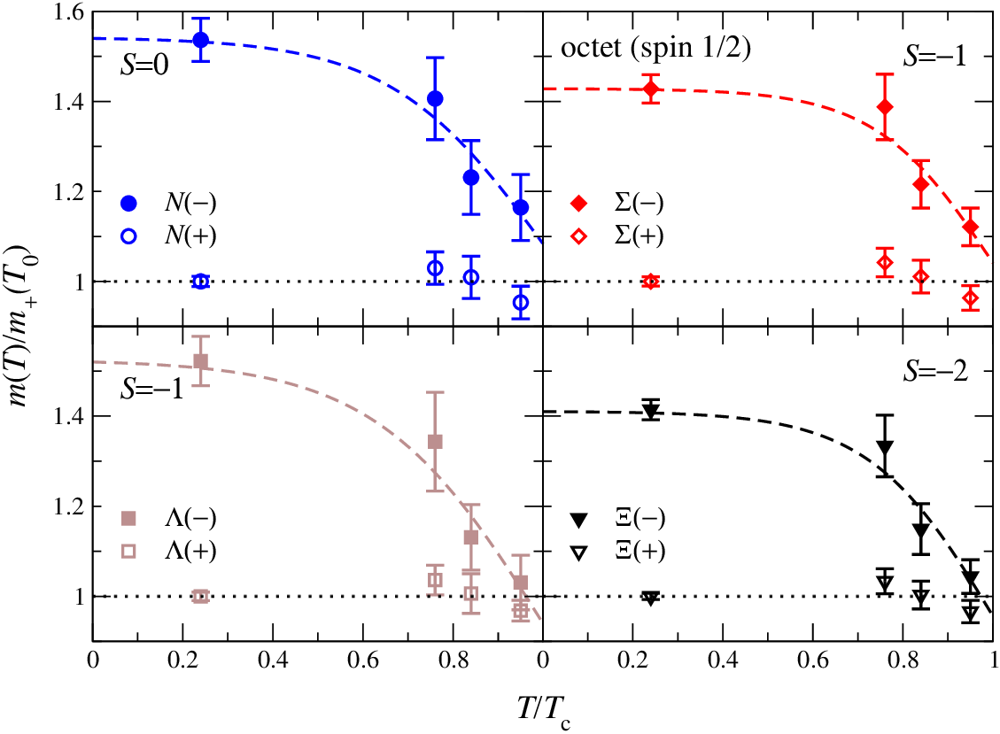 1.6
1.4
1.2
1
S=0
N(−)
N(+)
octet (spin 1/2)
S=−1
Σ(−)
Σ(+)
m(T)/m₊(T₀)
1.4
1.2
1
S=−1
Λ(−)
Λ(+)
S=−2
Ξ(−)
Ξ(+)
0 0.2 0.4 0.6 0.8 0 0.2 0.4 0.6 0.8 1
T/Tc